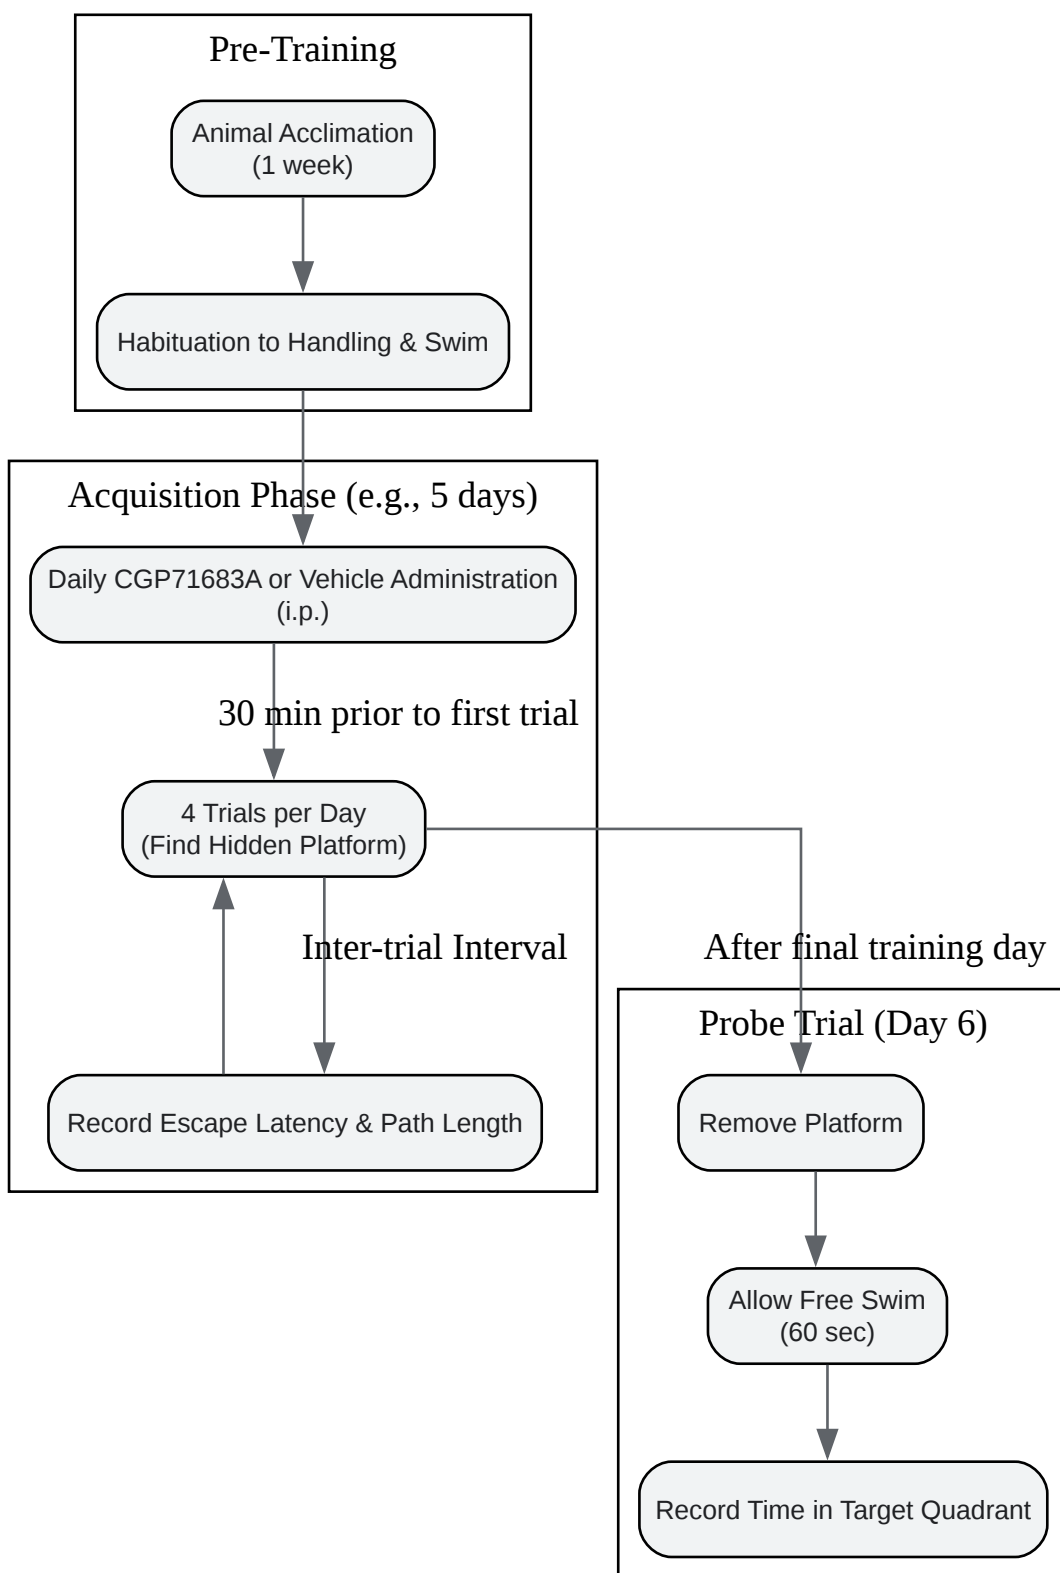 Pre-Training
Animal Acclimation
(1 week)
Habituation to Handling & Swim
Acquisition Phase (e.g., 5 days)
Daily CGP71683A or Vehicle Administration
(i.p.)
30 min prior to first trial
4 Trials per Day
(Find Hidden Platform)
Inter-trial Interval
Record Escape Latency & Path Length
After final training day
Probe Trial (Day 6)
Remove Platform
Allow Free Swim
(60 sec)
Record Time in Target Quadrant